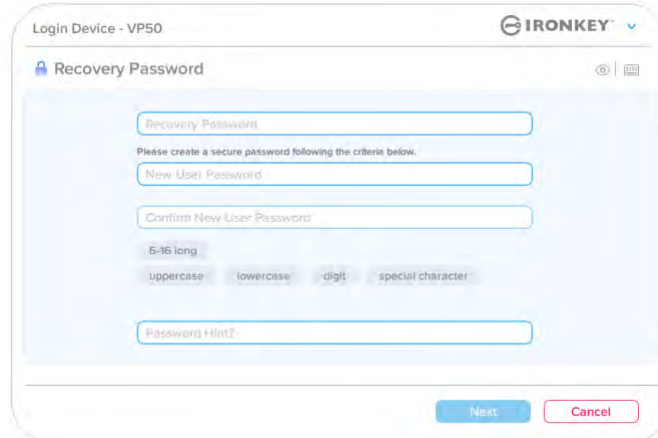 Login Device - VP50
IRONKEY™
Recovery Password
Recovery Password
Please create a secure password following the criteria below.
New User Password
Confirm New User Password
6-16 long
uppercase lowercase digit special character
Password Hint?
Next Cancel